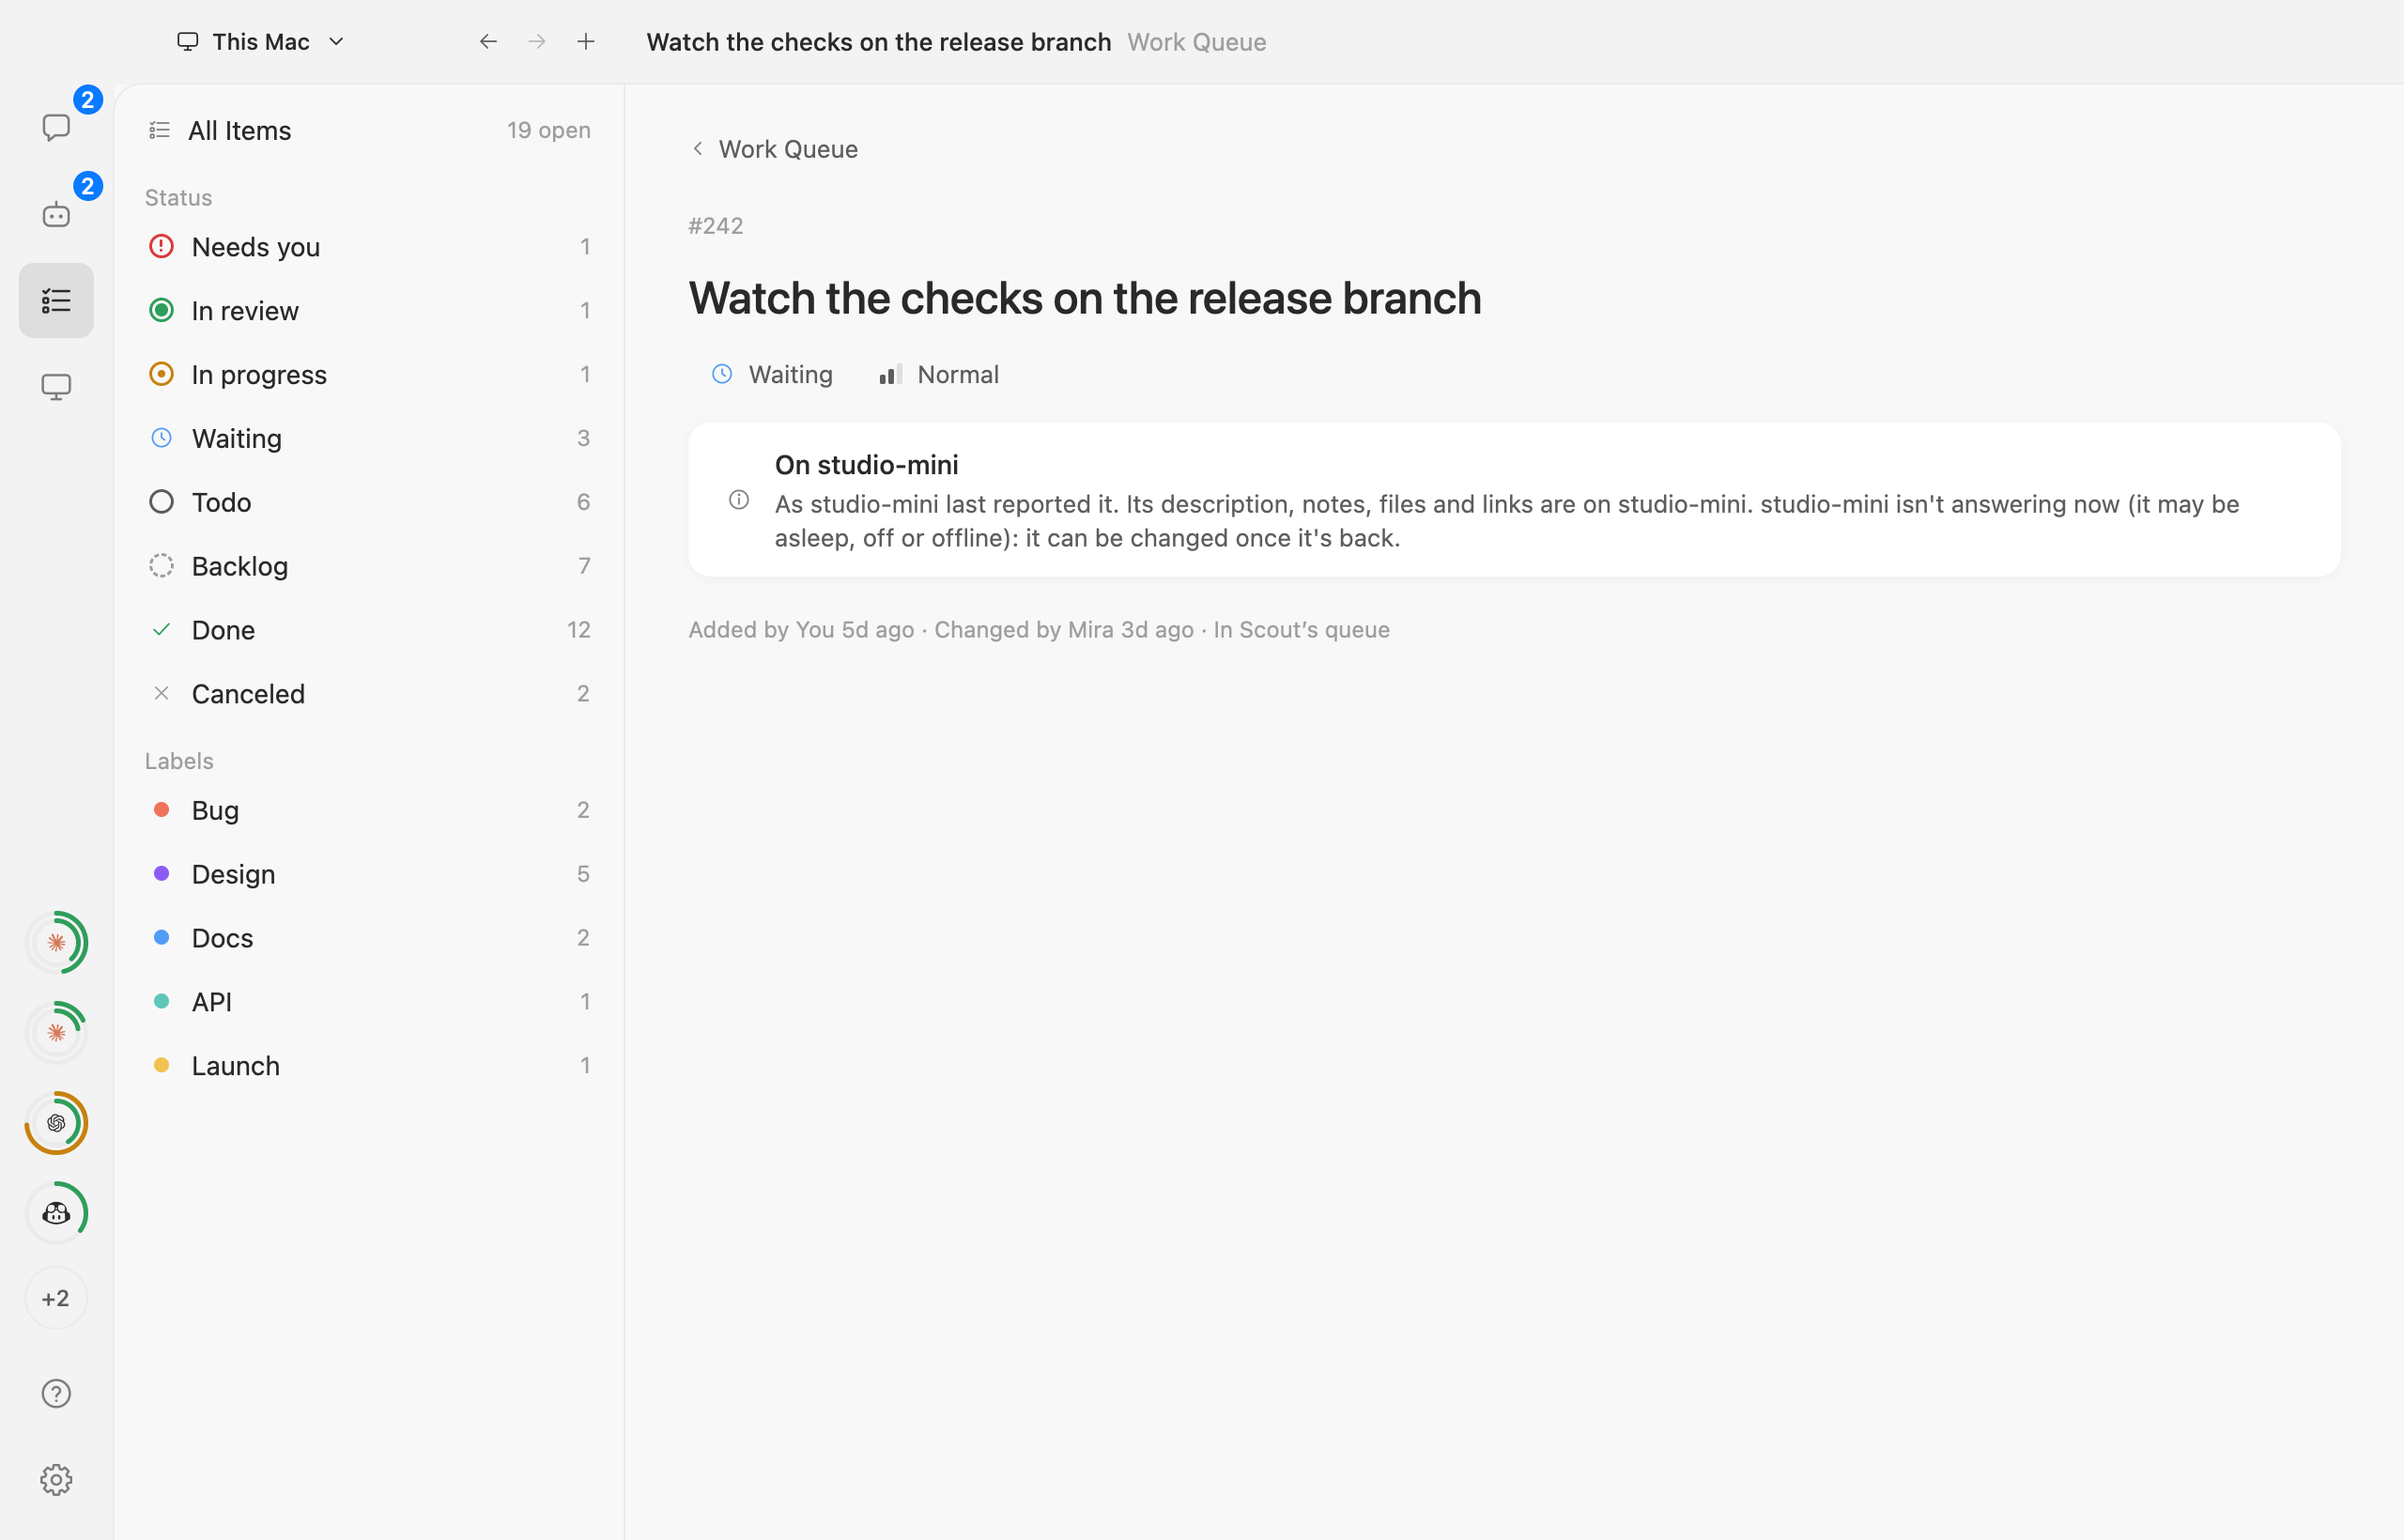 This Mac
Watch the checks on the release branch Work Queue
2
2
All Items 19 open
Status
Needs you 1
In review 1
In progress 1
Waiting 3
Todo 6
Backlog 7
Done 12
Canceled 2
Labels
Bug 2
Design 5
Docs 2
API 1
Launch 1
+2
Work Queue
#242
Watch the checks on the release branch
Waiting Normal
On studio-mini
As studio-mini last reported it. Its description, notes, files and links are on studio-mini. studio-mini isn't answering now (it may be
asleep, off or offline): it can be changed once it's back.
Added by You 5d ago · Changed by Mira 3d ago · In Scout’s queue